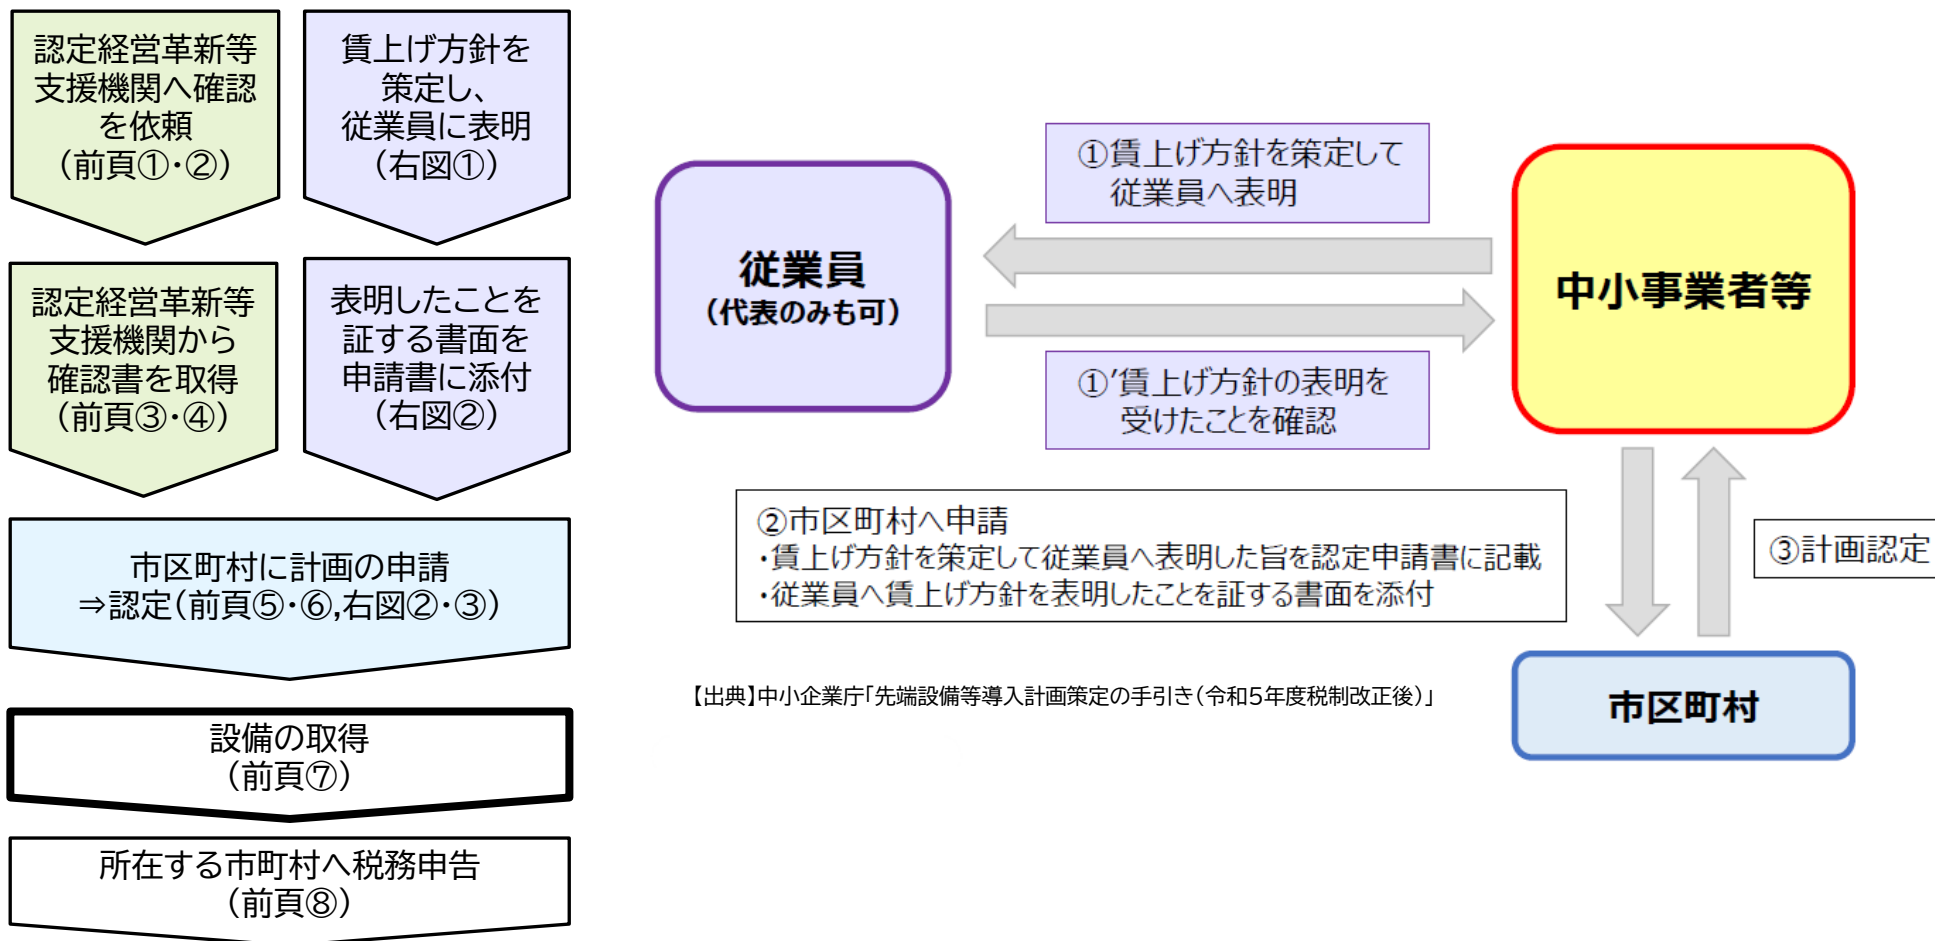 認定経営革新等
支援機関へ確認
を依頼
(前頁①・②)
賃上げ方針を
策定し、
従業員に表明
(右図①)
認定経営革新等
支援機関から
確認書を取得
(前頁③・④)
表明したことを
証する書面を
申請書に添付
(右図②)
市区町村に計画の申請
⇒認定(前頁⑤・⑥,右図②・③)
設備の取得
(前頁⑦)
所在する市町村へ税務申告
(前頁⑧)
①賃上げ方針を策定して
従業員へ表明
従業員
(代表のみも可)
中小事業者等
①’賃上げ方針の表明を
受けたことを確認
②市区町村へ申請
・賃上げ方針を策定して従業員へ表明した旨を認定申請書に記載
・従業員へ賃上げ方針を表明したことを証する書面を添付
③計画認定
市区町村
【出典】中小企業庁「先端設備等導入計画策定の手引き(令和5年度税制改正後)」